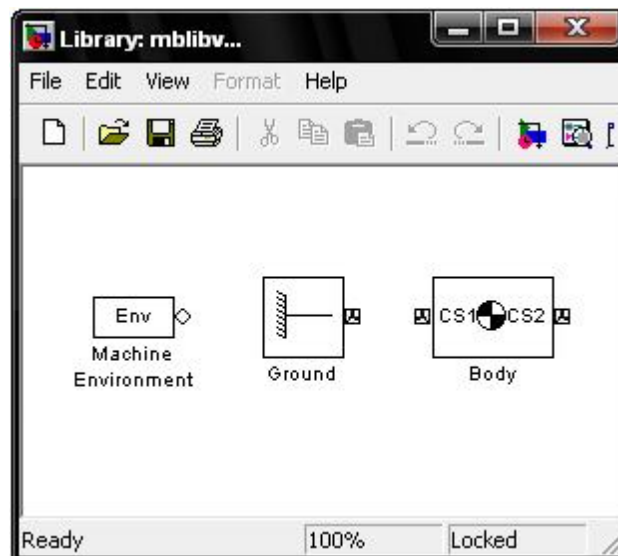 Library: mblibv...
File Edit View Format Help
Env
CS1 CS2
Machine
Environment
Ground
Body
Ready 100% Locked